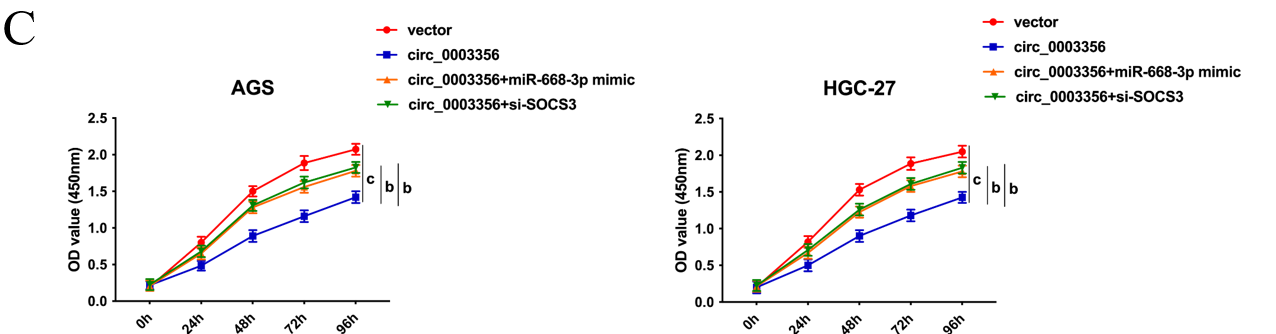 C
AGS
vector
circ_0003356
circ_0003356+miR-668-3p mimic
circ_0003356+si-SOCS3
OD value (450nm)
2.5
2.0
1.5
1.0
0.5
0.0
0h
24h
48h
72h
96h
c
b
b
HGC-27
vector
circ_0003356
circ_0003356+miR-668-3p mimic
circ_0003356+si-SOCS3
OD value (450nm)
2.5
2.0
1.5
1.0
0.5
0.0
0h
24h
48h
72h
96h
c
b
b